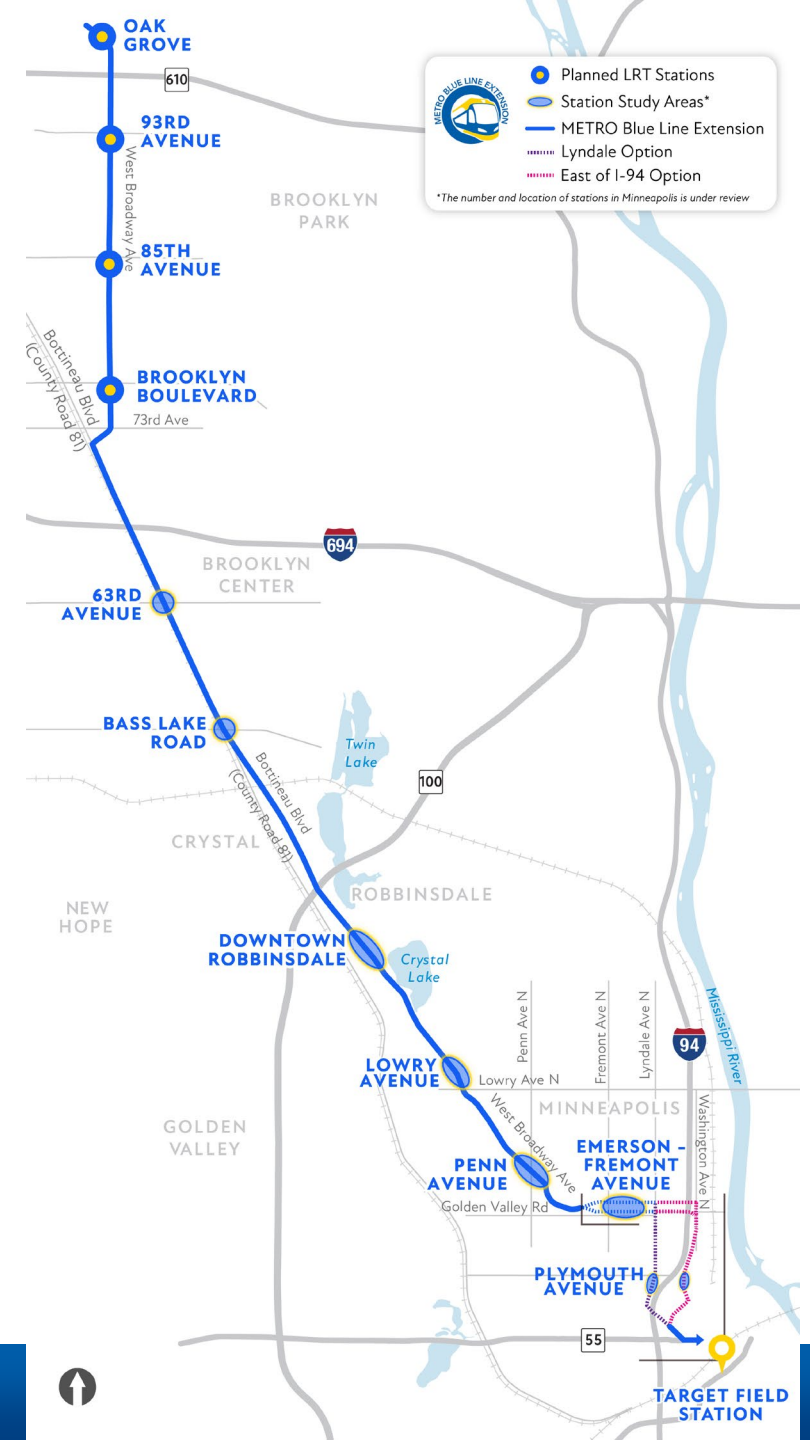 OAK
GROVE
610
METRO BLUE LINE EXTENSION
Planned LRT Stations
Station Study Areas*
METRO Blue Line Extension
Lyndale Option
East of I-94 Option
*The number and location of stations in Minneapolis is under review
93RD
AVENUE
West Broadway Ave
BROOKLYN
PARK
85TH
AVENUE
Bottineau Blvd
(County Road 81)
BROOKLYN
BOULEVARD
73rd Ave
694
BROOKLYN
CENTER
63RD
AVENUE
BASS LAKE
ROAD
Twin
Lake
Bottineau Blvd
(County Road 81)
100
CRYSTAL
ROBBINSDALE
NEW
HOPE
DOWNTOWN
ROBBINSDALE
Crystal
Lake
Penn Ave N
Fremont Ave N
Lyndale Ave N
94
Mississippi River
LOWRY
AVENUE
Lowry Ave N
West Broadway Ave
MINNEAPOLIS
Washington Ave N
GOLDEN
VALLEY
EMERSON –
FREMONT
AVENUE
PENN
AVENUE
Golden Valley Rd
PLYMOUTH
AVENUE
55
TARGET FIELD
STATION